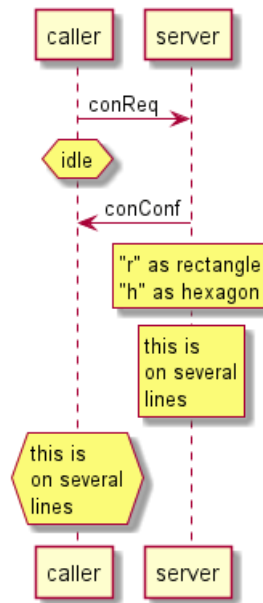 caller
server
conReq
idle
conConf
"r" as rectangle
"h" as hexagon
this is
on several
lines
this is
on several
lines
caller
server